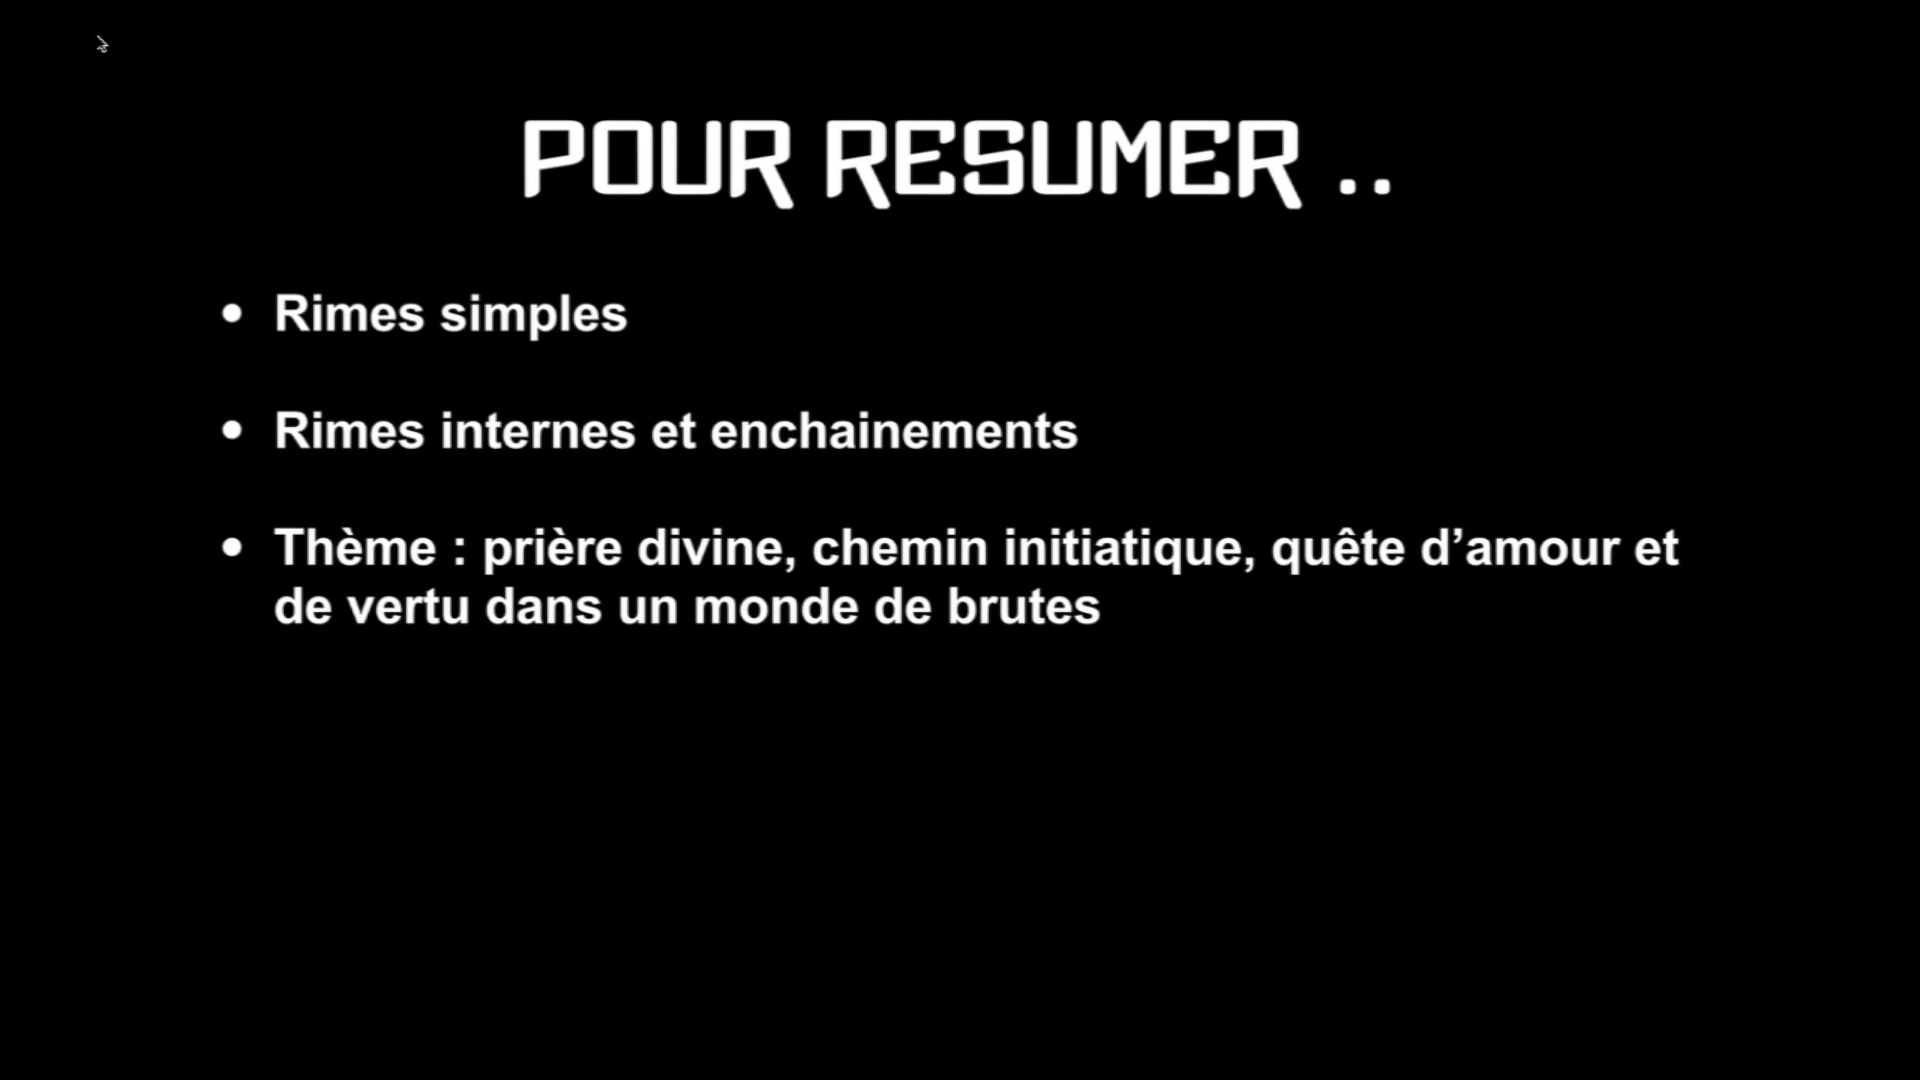 POUR RESUMER ..
• Rimes simples
• Rimes internes et enchainements
• Thème : prière divine, chemin initiatique, quête d’amour et
de vertu dans un monde de brutes